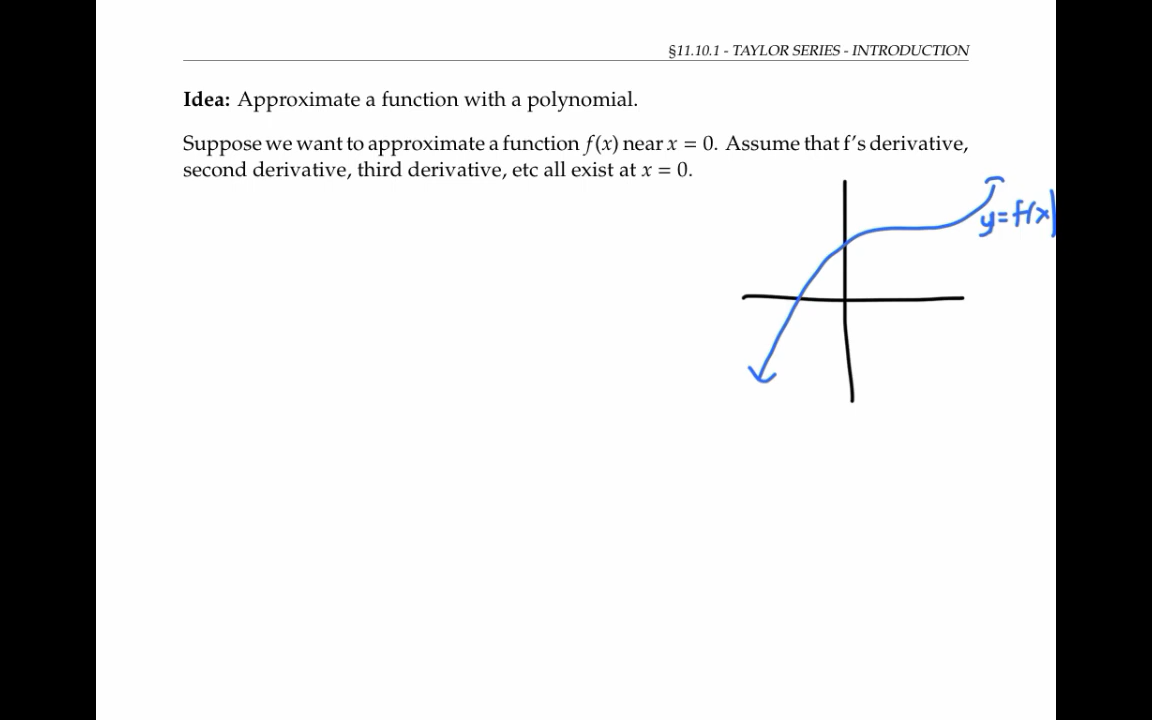 §11.10.1 - TAYLOR SERIES - INTRODUCTION
Idea: Approximate a function with a polynomial.
Suppose we want to approximate a function f(x) near x = 0. Assume that f's derivative,
second derivative, third derivative, etc all exist at x = 0.
y=f(x)